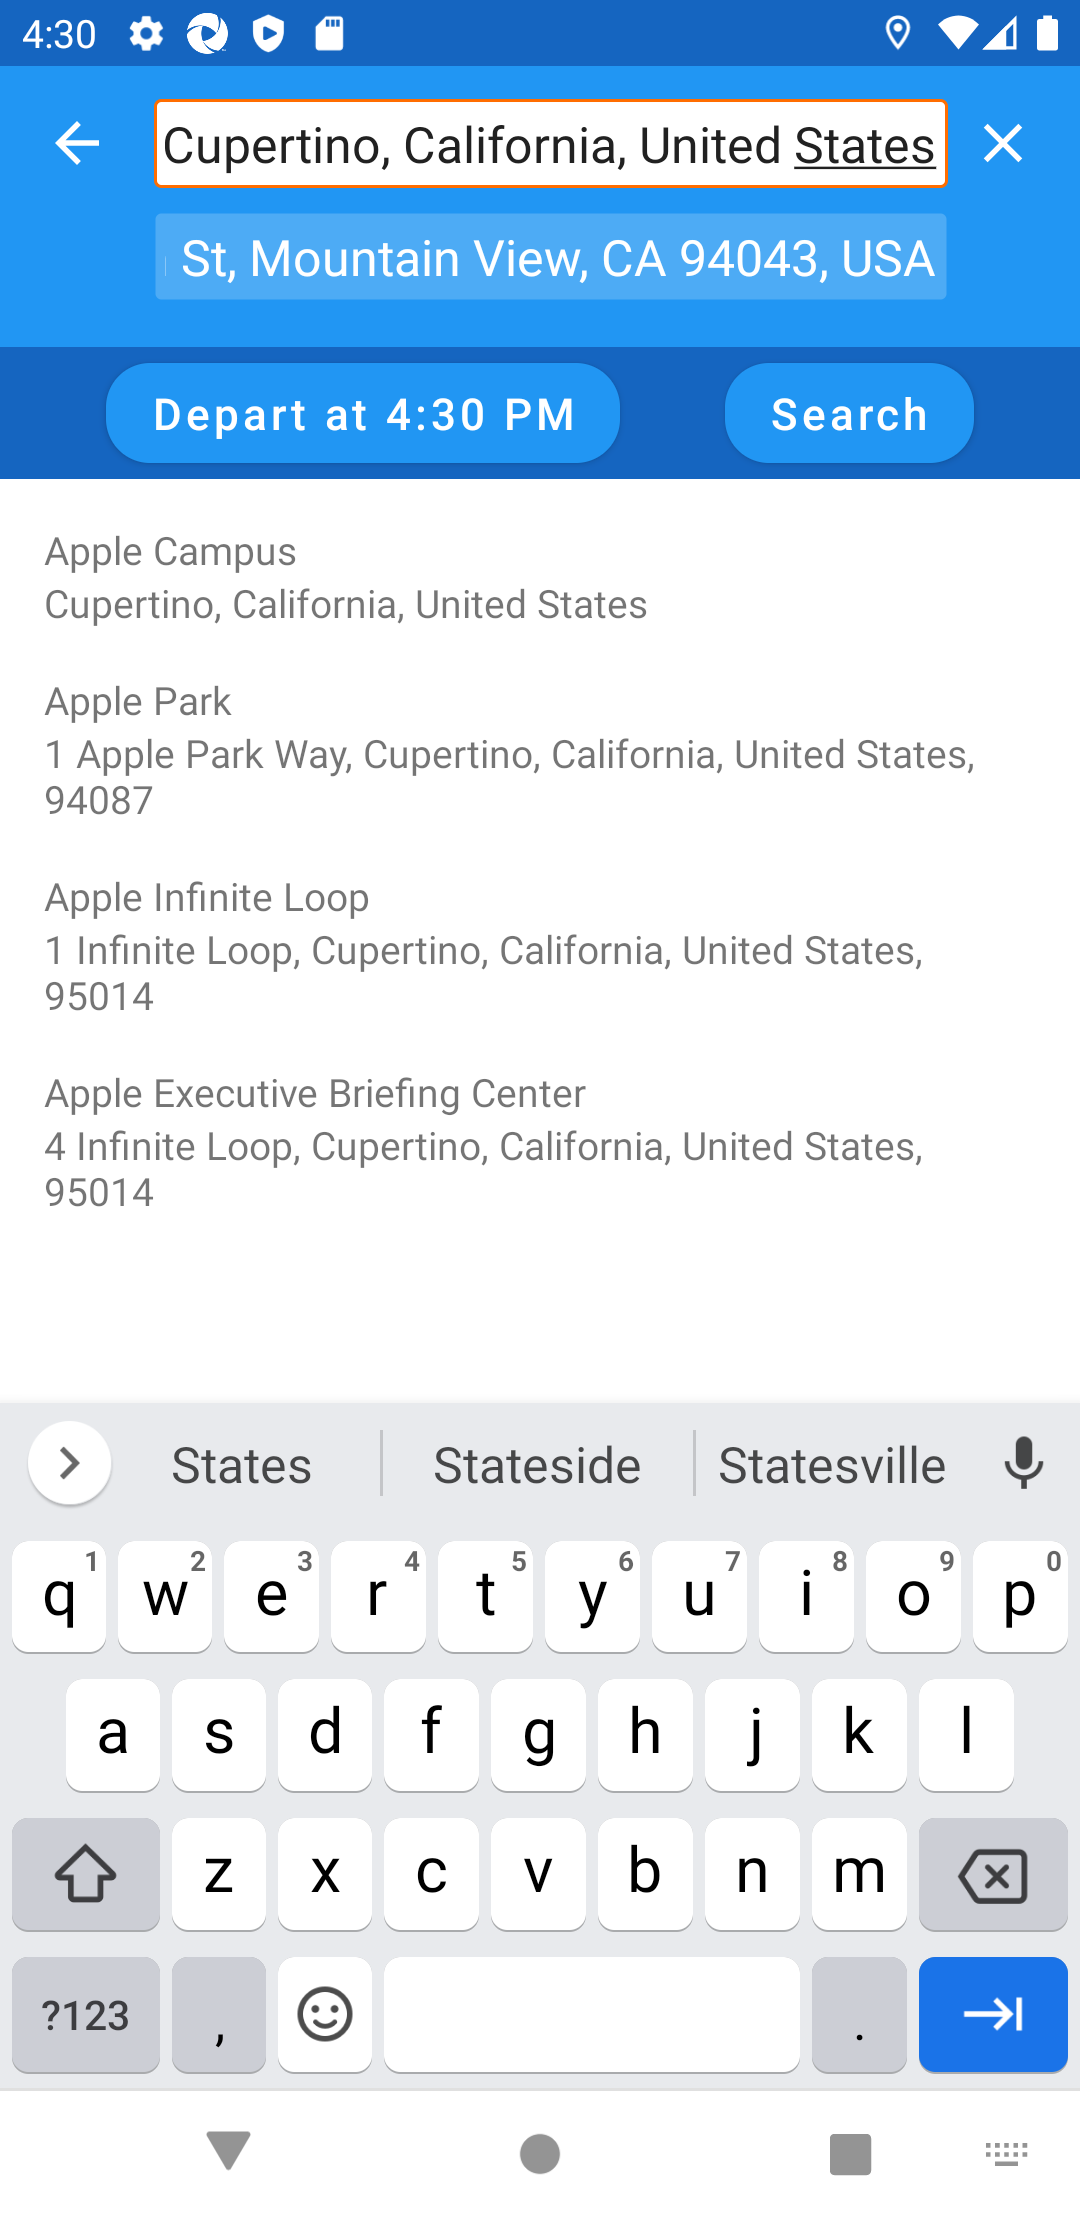 4:30
Cupertino, California, United States
St, Mountain View, CA 94043, USA
Depart at 4:30 PM
Search
Apple Campus
Cupertino, California, United States
Apple Park
1 Apple Park Way, Cupertino, California, United States,
94087
Apple Infinite Loop
1 Infinite Loop, Cupertino, California, United States,
95014
Apple Executive Briefing Center
4 Infinite Loop, Cupertino, California, United States,
95014
States Stateside Statesville
q 1 w 2 e 3 r 4 t 5 y 6 u 7 i 8 o 9 p 0
a s d f g h j k l
z x c v b n m
?123 , .